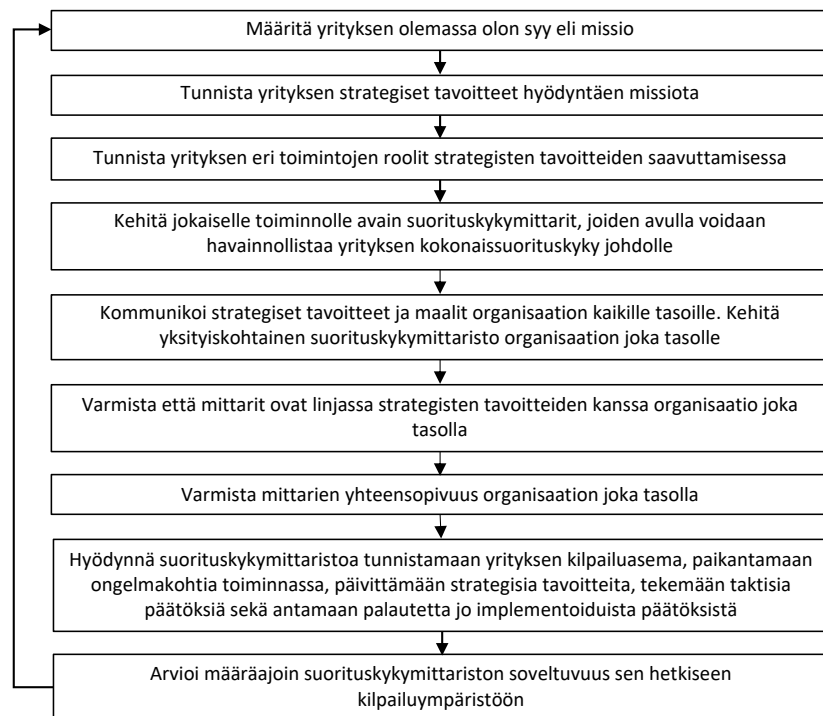 Määritä yrityksen olemassa olon syy eli missio
Tunnista yrityksen strategiset tavoitteet hyödyntäen missiota
Tunnista yrityksen eri toimintojen roolit strategisten tavoitteiden saavuttamisessa
Kehitä jokaiselle toiminnolle avain suorituskykymittarit, joiden avulla voidaan
havainnollistaa yrityksen kokonaissuorituskyky johdolle
Kommunikoi strategiset tavoitteet ja maalit organisaation kaikille tasoille. Kehitä
yksityiskohtainen suorituskykymittaristo organisaation joka tasolle
Varmista että mittarit ovat linjassa strategisten tavoitteiden kanssa organisaatio joka
tasolla
Varmista mittarien yhteensopivuus organisaation joka tasolla
Hyödynnä suorituskykymittaristoa tunnistamaan yrityksen kilpailuasema, paikantamaan
ongelmakohtia toiminnassa, päivittämään strategisia tavoitteita, tekemään taktisia
päätöksiä sekä antamaan palautetta jo implementoiduista päätöksistä
Arvioi määräajoin suorituskykymittariston soveltuvuus sen hetkiseen
kilpailuympäristöön